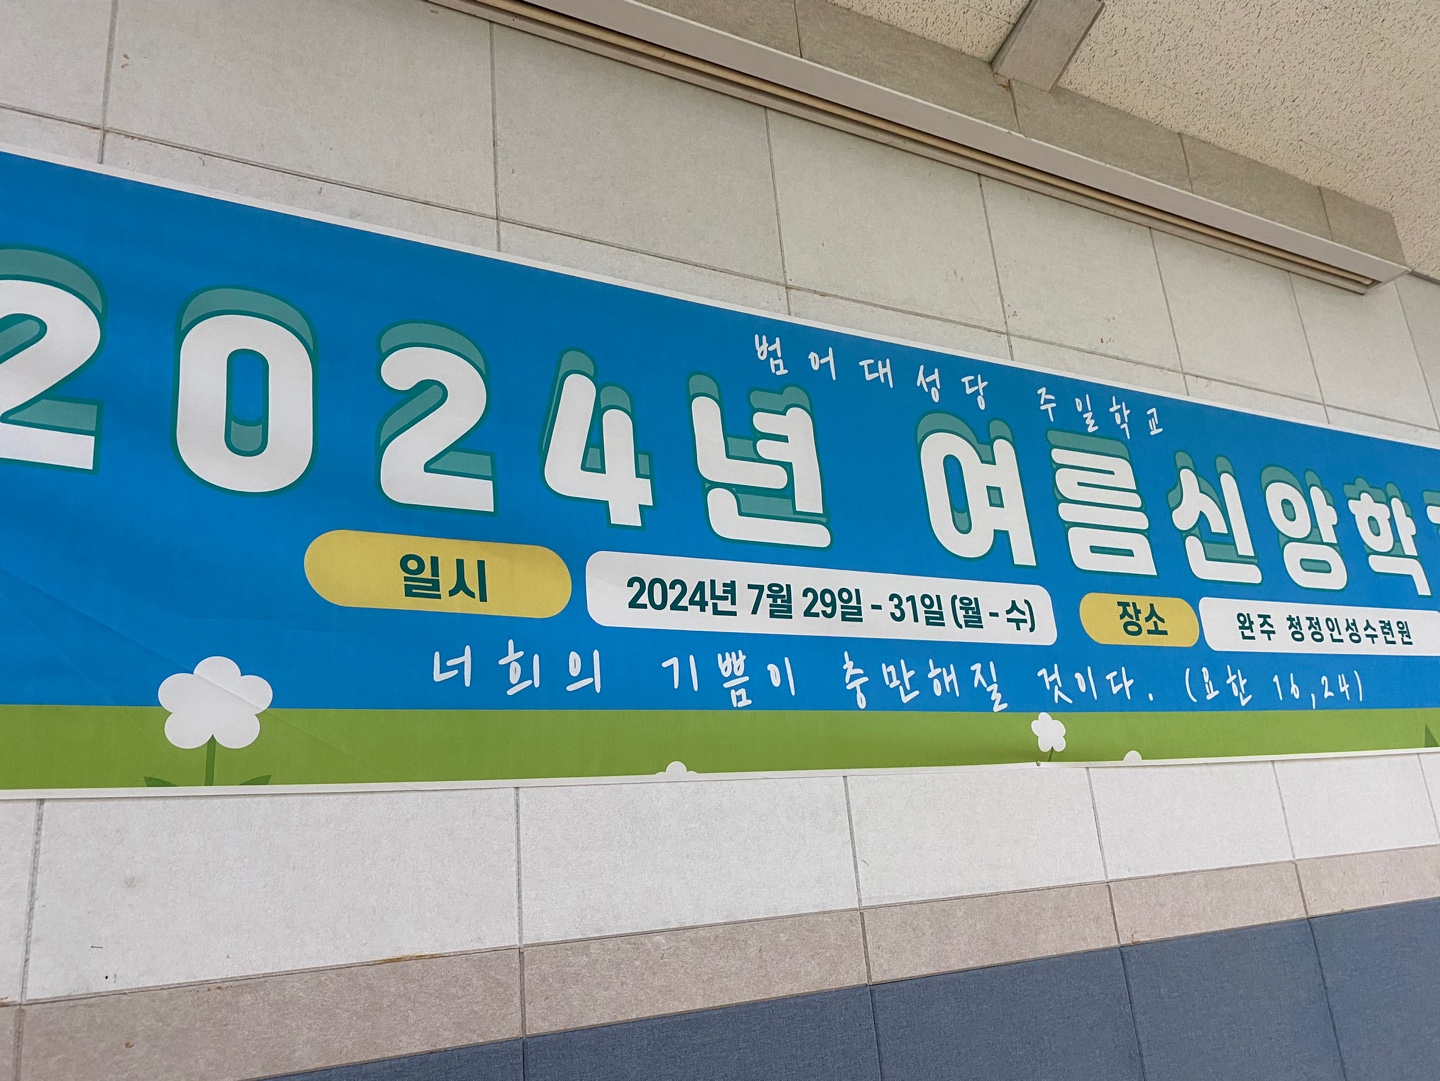 범어대성당 주일학교
2024년 여름신앙학
일시 2024년 7월 29일 - 31일 (월 - 수) 장소 완주 청정인성수련원
너희의 기쁨이 충만해질 것이다. (요한 16,24)